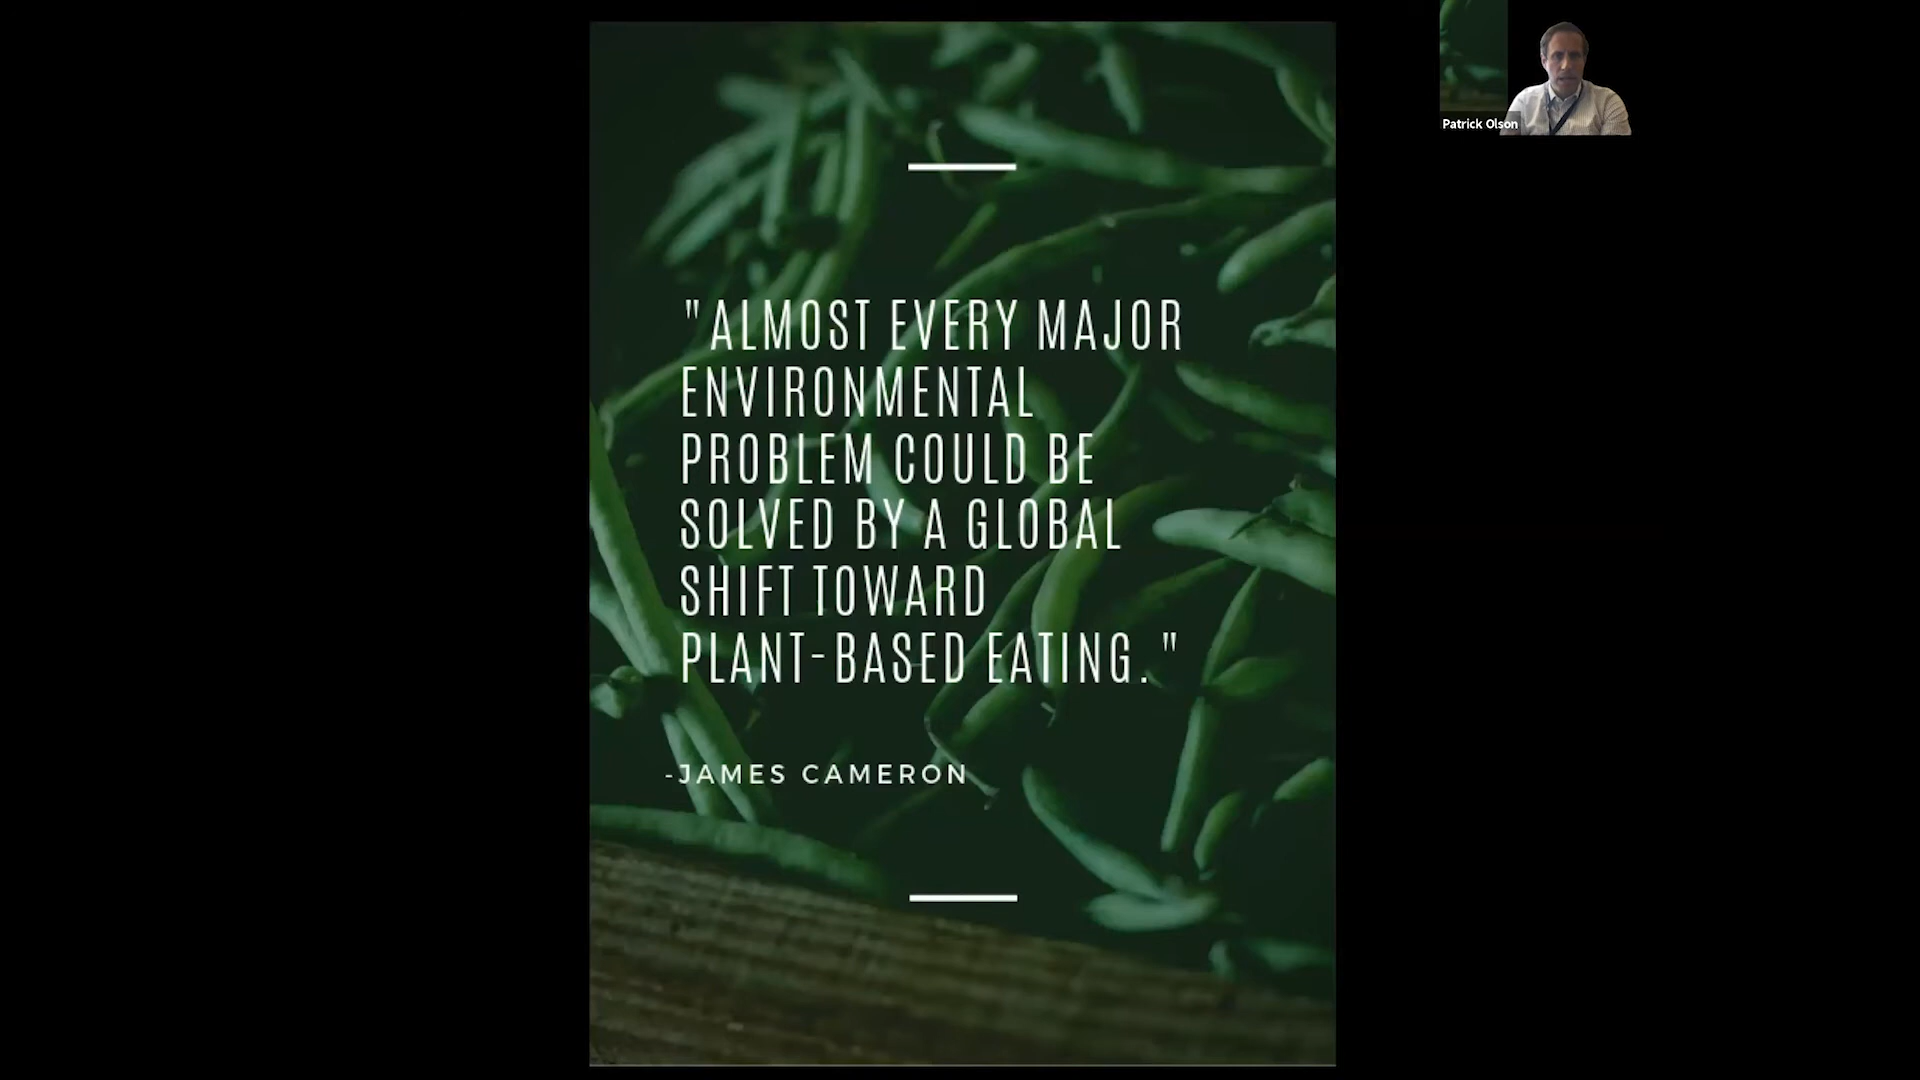 Patrick Olson
"ALMOST EVERY MAJOR
ENVIRONMENTAL
PROBLEM COULD BE
SOLVED BY A GLOBAL
SHIFT TOWARD
PLANT-BASED EATING."
-JAMES CAMERON